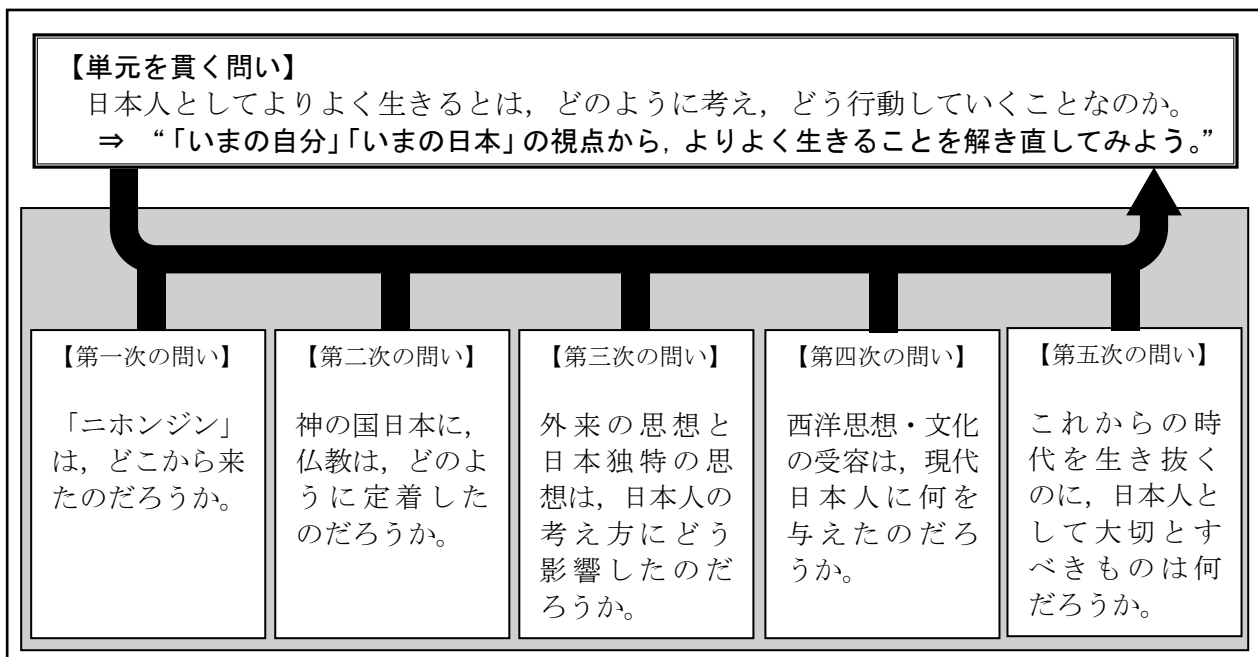 【単元を貫く問い】
日本人としてよりよく生きるとは，どのように考え，どう行動していくことなのか。
⇒ “「いまの自分」「いまの日本」の視点から，よりよく生きることを解き直してみよう。”
【第一次の問い】
「ニホンジン」
は，どこから来
たのだろうか。
【第二次の問い】
神の国日本に，
仏教は，どのよ
うに定着した
のだろうか。
【第三次の問い】
外来の思想と
日本独特の思
想は，日本人の
考え方にどう
影響したのだ
ろうか。
【第四次の問い】
西洋思想・文化
の受容は，現代
日本人に何を
与えたのだろ
うか。
【第五次の問い】
これからの時
代を生き抜く
のに，日本人と
して大切とす
べきものは何
だろうか。